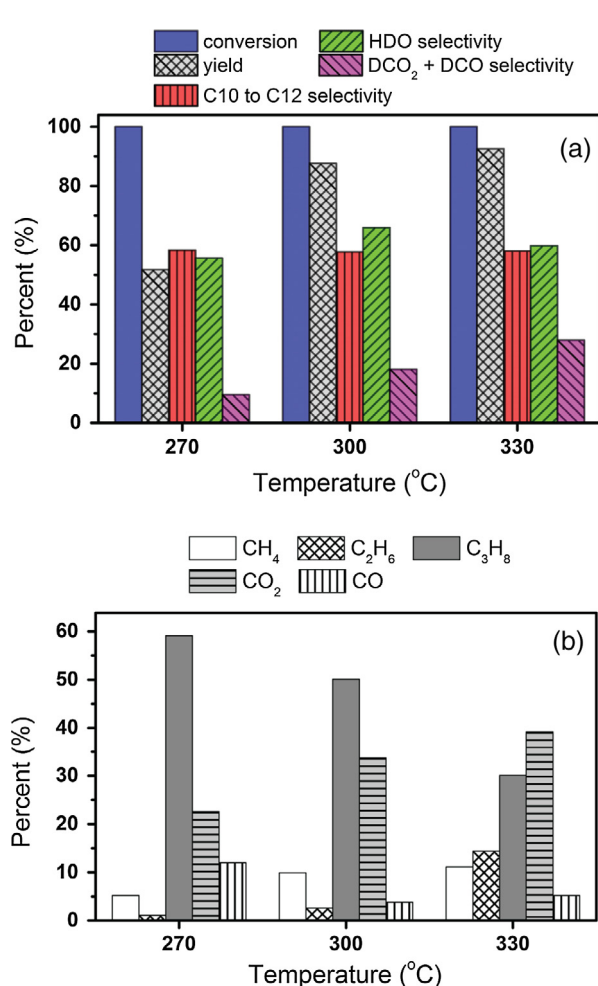 conversion HDO selectivity
yield DCO₂ + DCO selectivity
C10 to C12 selectivity
100 (a)
80
60
40
20
0
Percent (%)
270 300 330
Temperature (°C)
CH₄ C₂H₆ C₃H₈
CO₂ CO
60 (b)
50
40
30
20
10
0
Percent (%)
270 300 330
Temperature (°C)